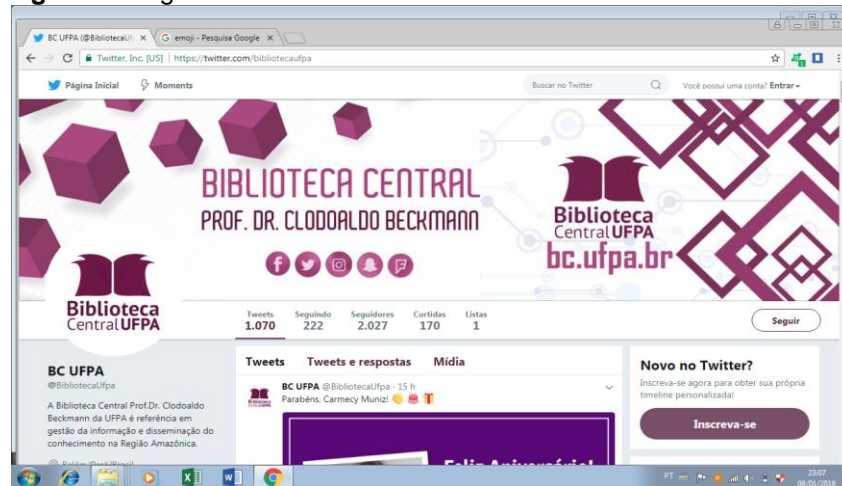 BC UFPA (@BibliotecaUf
emoji - Pesquisa Google
Twitter, Inc. [US] | https://twitter.com/bibliotecaufpa
Página Inicial Moments
Buscar no Twitter
Você possui uma conta? Entrar
BIBLIOTECA CENTRAL
PROF. DR. CLODOALDO BECKMANN
Biblioteca
Central UFPA
bc.ufpa.br
Biblioteca
Central UFPA
Tweets Seguindo Seguidores Curtidas Listas
1.070 222 2.027 170 1
Seguir
BC UFPA
@BibliotecaUfpa
A Biblioteca Central Prof.Dr. Clodoaldo
Beckmann da UFPA é referência em
gestão da informação e disseminação do
conhecimento na Região Amazônica.
Tweets Tweets e respostas Mídia
BC UFPA @BibliotecaUfpa · 15 h
Parabéns, Carmecy Muniz! 👏 🎂 🎁
Feliz Aniversário!
Novo no Twitter?
Inscreva-se agora para obter sua própria
timeline personalizada!
Inscreva-se
PT
23:07
08/01/2018